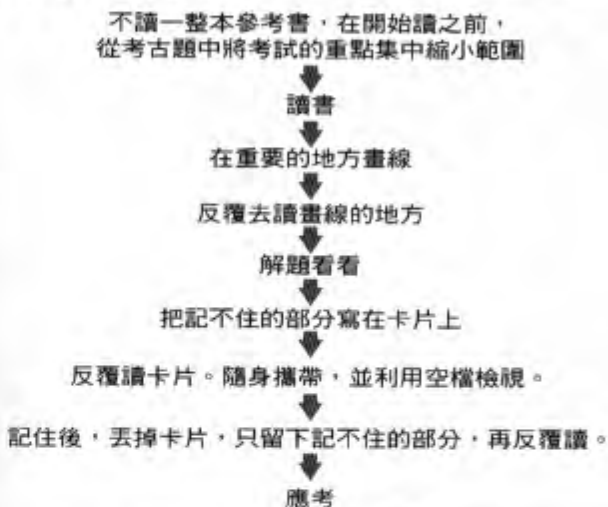 不讀一整本參考書，在開始讀之前，
從考古題中將考試的重點集中縮小範圍
讀書
在重要的地方畫線
反覆去讀畫線的地方
解題看看
把記不住的部分寫在卡片上
反覆讀卡片。隨身攜帶，並利用空檔檢視。
記住後，丟掉卡片，只留下記不住的部分，再反覆讀。
應考